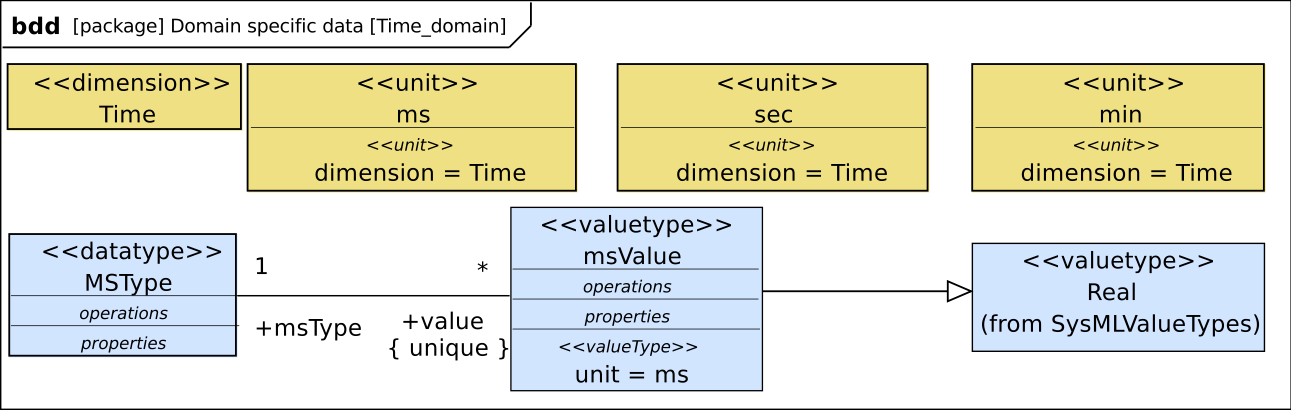 bdd [package] Domain specific data [Time_domain]
<<dimension>>
Time
<<unit>>
ms
<<unit>>
dimension = Time
<<unit>>
sec
<<unit>>
dimension = Time
<<unit>>
min
<<unit>>
dimension = Time
<<datatype>>
MSType
operations
properties
1
*
+msType
+value
{ unique }
<<valuetype>>
msValue
operations
properties
<<valueType>>
unit = ms
<<valuetype>>
Real
(from SysMLValueTypes)